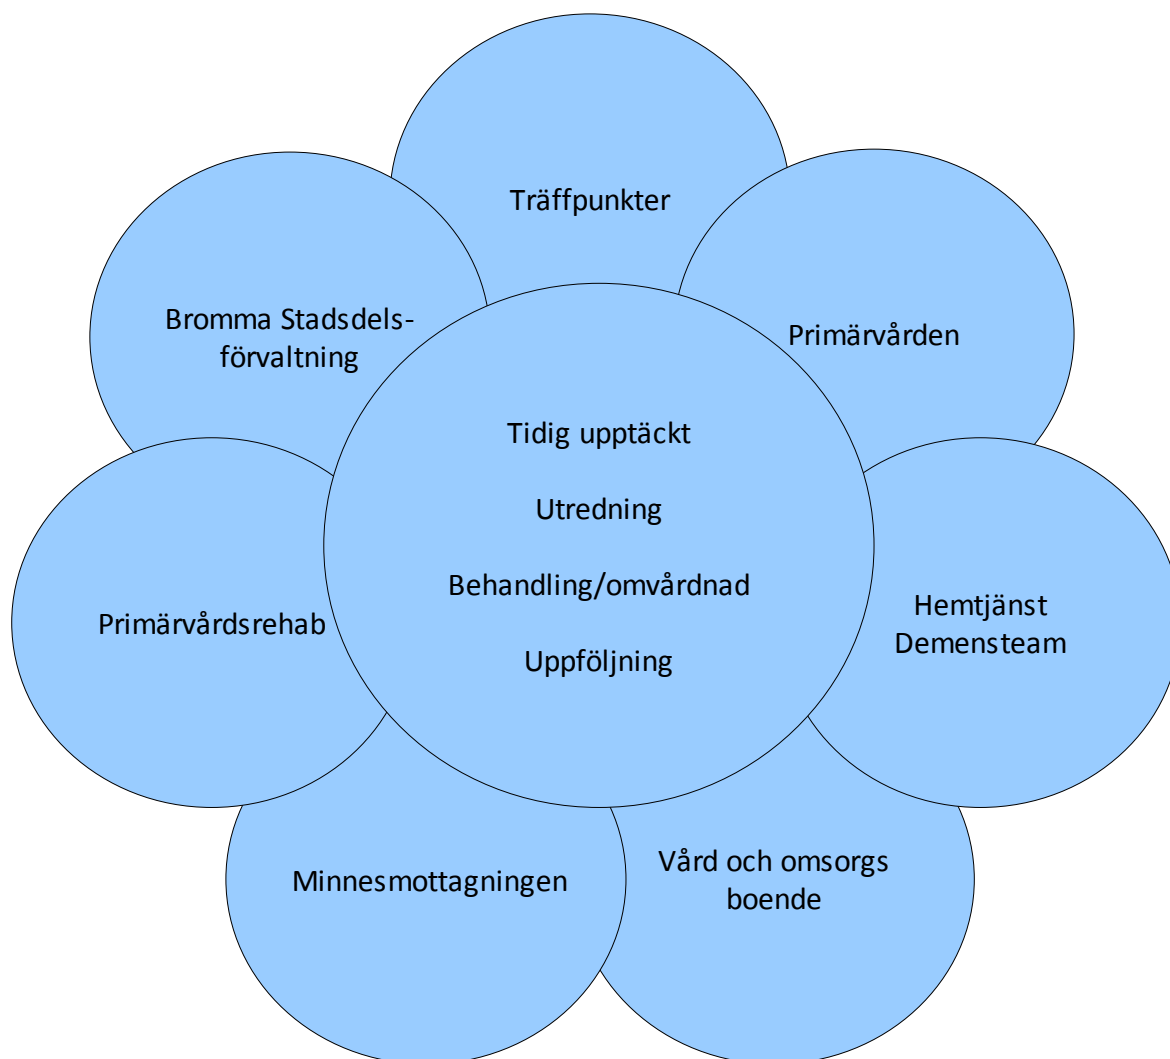 Träffpunkter
Bromma Stadsdels-
förvaltning
Primärvården
Tidig upptäckt
Utredning
Behandling/omvårdnad
Uppföljning
Primärvårdsrehab
Hemtjänst
Demensteam
Minnesmottagningen
Vård och omsorgs
boende